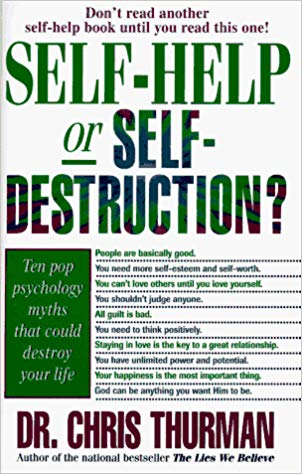 Don't read another
self-help book until you read this one!
SELF-HELP
or SELF-
DESTRUCTION?
Ten pop
psychology
myths
that could
destroy
your life
People are basically good.
You need more self-esteem and self-worth.
You can't love others until you love yourself.
You shouldn't judge anyone.
All guilt is bad.
You need to think positively.
Staying in love is the key to a great relationship.
You have unlimited power and potential.
Your happiness is the most important thing.
God can be anything you want Him to be.
DR. CHRIS THURMAN
Author of the national bestseller The Lies We Believe